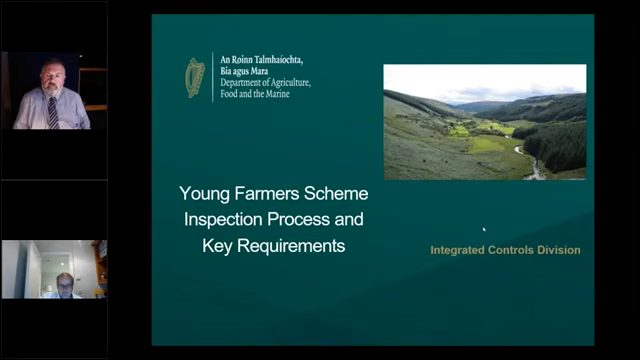 An Roinn Talmhaíochta,
Bia agus Mara
Department of Agriculture,
Food and the Marine
Young Farmers Scheme
Inspection Process and
Key Requirements
Integrated Controls Division